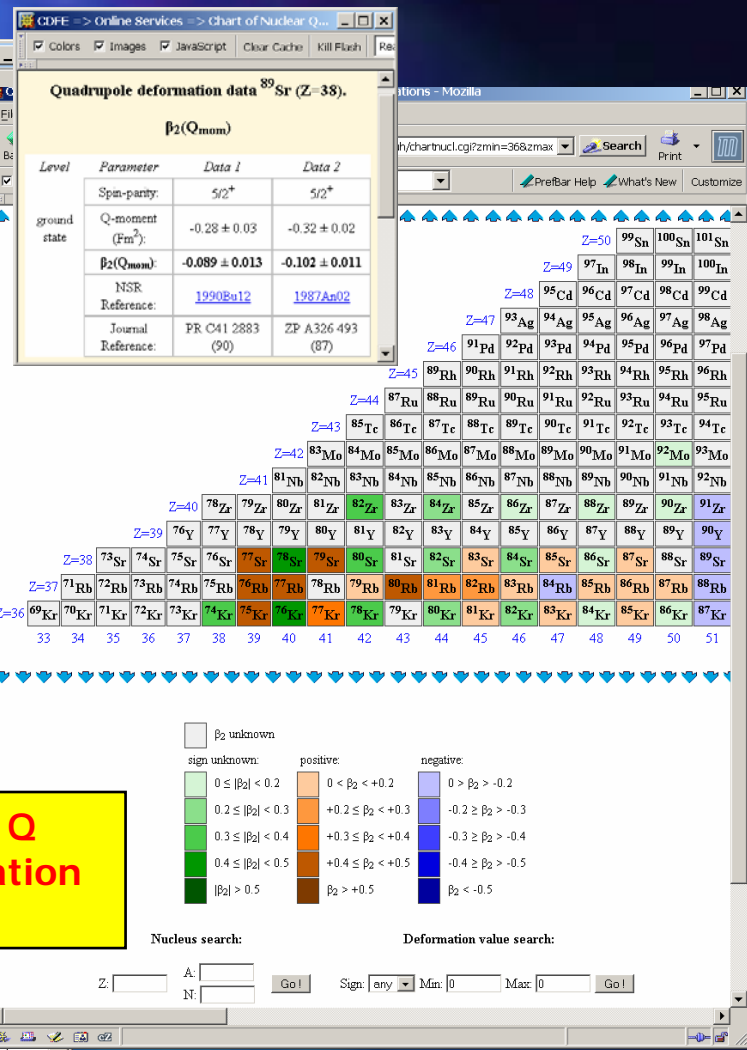 CDFE => Online Services => Chart of Nuclear Q...
Colors Images JavaScript Clear Cache Kill Flash
Quadrupole deformation data ⁸⁹Sr (Z=38).
β₂(Qmom)
Level Parameter Data 1 Data 2
ground state
Spin-parity: 5/2⁺ 5/2⁺
Q-moment (Fm²): -0.28 ± 0.03 -0.32 ± 0.02
β₂(Qmom): -0.089 ± 0.013 -0.102 ± 0.011
NSR Reference: 1990Bu12 1987An02
Journal Reference: PR C41 2883 (90) ZP A326 493 (87)
ations - Mozilla
h/chartnucl.cgi?zmin=36&zmax Search Print
PrefBar Help What's New Customize
Z=50 ⁹⁹Sn ¹⁰⁰Sn ¹⁰¹Sn
Z=49 ⁹⁷In ⁹⁸In ⁹⁹In ¹⁰⁰In
Z=48 ⁹⁵Cd ⁹⁶Cd ⁹⁷Cd ⁹⁸Cd ⁹⁹Cd
Z=47 ⁹³Ag ⁹⁴Ag ⁹⁵Ag ⁹⁶Ag ⁹⁷Ag ⁹⁸Ag
Z=46 ⁹¹Pd ⁹²Pd ⁹³Pd ⁹⁴Pd ⁹⁵Pd ⁹⁶Pd ⁹⁷Pd
Z=45 ⁸⁹Rh ⁹⁰Rh ⁹¹Rh ⁹²Rh ⁹³Rh ⁹⁴Rh ⁹⁵Rh ⁹⁶Rh
Z=44 ⁸⁷Ru ⁸⁸Ru ⁸⁹Ru ⁹⁰Ru ⁹¹Ru ⁹²Ru ⁹³Ru ⁹⁴Ru ⁹⁵Ru
Z=43 ⁸⁵Tc ⁸⁶Tc ⁸⁷Tc ⁸⁸Tc ⁸⁹Tc ⁹⁰Tc ⁹¹Tc ⁹²Tc ⁹³Tc ⁹⁴Tc
Z=42 ⁸³Mo ⁸⁴Mo ⁸⁵Mo ⁸⁶Mo ⁸⁷Mo ⁸⁸Mo ⁸⁹Mo ⁹⁰Mo ⁹¹Mo ⁹²Mo ⁹³Mo
Z=41 ⁸¹Nb ⁸²Nb ⁸³Nb ⁸⁴Nb ⁸⁵Nb ⁸⁶Nb ⁸⁷Nb ⁸⁸Nb ⁸⁹Nb ⁹⁰Nb ⁹¹Nb ⁹²Nb
Z=40 ⁷⁸Zr ⁷⁹Zr ⁸⁰Zr ⁸¹Zr ⁸²Zr ⁸³Zr ⁸⁴Zr ⁸⁵Zr ⁸⁶Zr ⁸⁷Zr ⁸⁸Zr ⁸⁹Zr ⁹⁰Zr ⁹¹Zr
Z=39 ⁷⁶Y ⁷⁷Y ⁷⁸Y ⁷⁹Y ⁸⁰Y ⁸¹Y ⁸²Y ⁸³Y ⁸⁴Y ⁸⁵Y ⁸⁶Y ⁸⁷Y ⁸⁸Y ⁸⁹Y ⁹⁰Y
Z=38 ⁷³Sr ⁷⁴Sr ⁷⁵Sr ⁷⁶Sr ⁷⁷Sr ⁷⁸Sr ⁷⁹Sr ⁸⁰Sr ⁸¹Sr ⁸²Sr ⁸³Sr ⁸⁴Sr ⁸⁵Sr ⁸⁶Sr ⁸⁷Sr ⁸⁸Sr ⁸⁹Sr
Z=37 ⁷¹Rb ⁷²Rb ⁷³Rb ⁷⁴Rb ⁷⁵Rb ⁷⁶Rb ⁷⁷Rb ⁷⁸Rb ⁷⁹Rb ⁸⁰Rb ⁸¹Rb ⁸²Rb ⁸³Rb ⁸⁴Rb ⁸⁵Rb ⁸⁶Rb ⁸⁷Rb ⁸⁸Rb
Z=36 ⁶⁹Kr ⁷⁰Kr ⁷¹Kr ⁷²Kr ⁷³Kr ⁷⁴Kr ⁷⁵Kr ⁷⁶Kr ⁷⁷Kr ⁷⁸Kr ⁷⁹Kr ⁸⁰Kr ⁸¹Kr ⁸²Kr ⁸³Kr ⁸⁴Kr ⁸⁵Kr ⁸⁶Kr ⁸⁷Kr
33 34 35 36 37 38 39 40 41 42 43 44 45 46 47 48 49 50 51
β₂ unknown
sign unknown: positive: negative:
0 ≤ |β₂| < 0.2 0 < β₂ < +0.2 0 > β₂ > -0.2
0.2 ≤ |β₂| < 0.3 +0.2 ≤ β₂ < +0.3 -0.2 ≥ β₂ > -0.3
0.3 ≤ |β₂| < 0.4 +0.3 ≤ β₂ < +0.4 -0.3 ≥ β₂ > -0.4
0.4 ≤ |β₂| < 0.5 +0.4 ≤ β₂ < +0.5 -0.4 ≥ β₂ > -0.5
|β₂| > 0.5 β₂ > +0.5 β₂ < -0.5
Q
ation
Nucleus search: Deformation value search:
Z: A: N: Go! Sign: any Min: 0 Max: 0 Go!